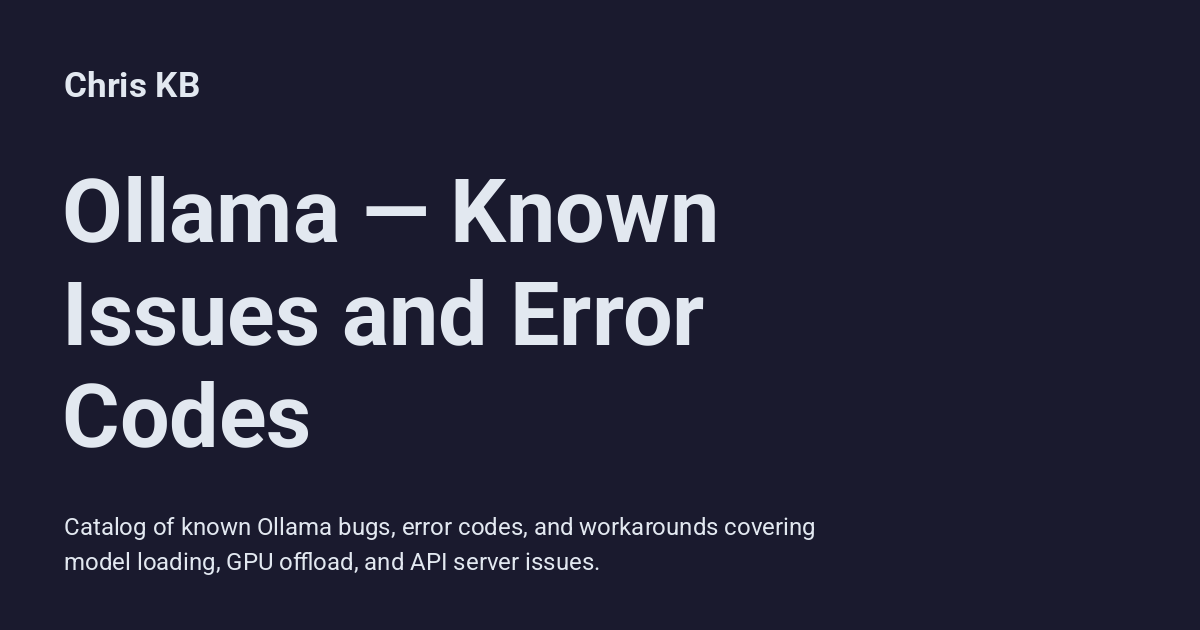 Chris KB
Ollama — Known
Issues and Error
Codes
Catalog of known Ollama bugs, error codes, and workarounds covering
model loading, GPU offload, and API server issues.